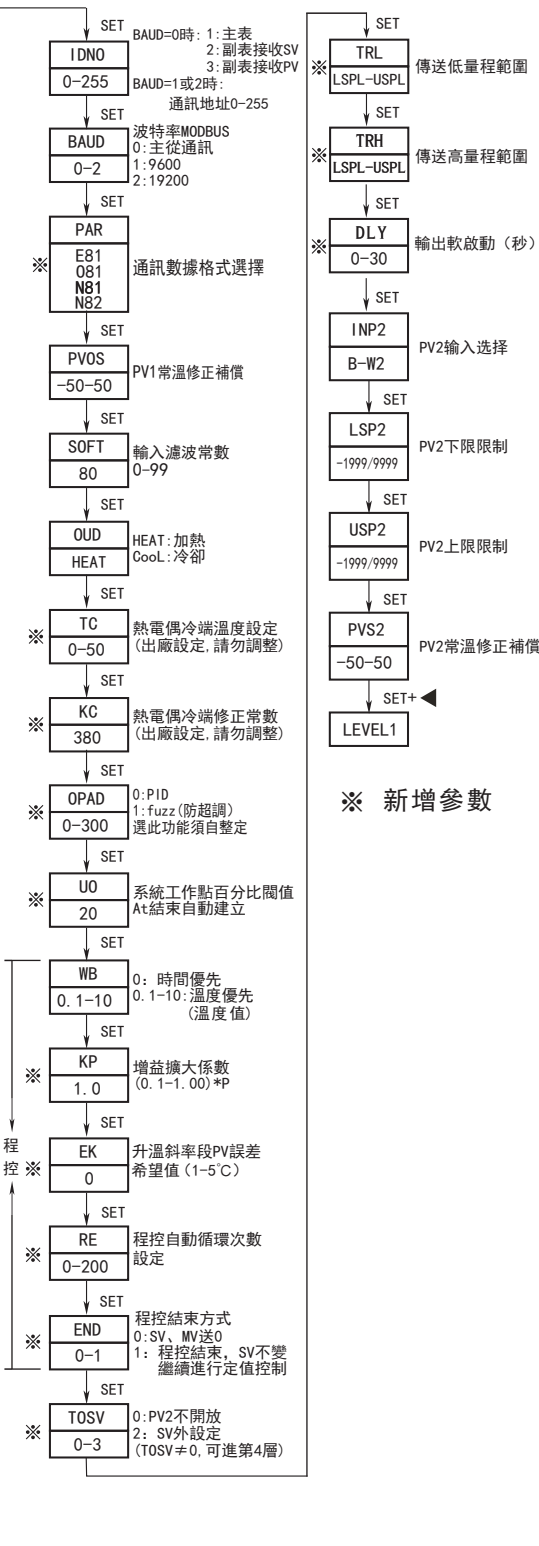 SET
IDNO
0-255
BAUD=0時: 1:主表
2:副表接收SV
3:副表接收PV
BAUD=1或2時:
通訊地址0-255
SET
BAUD
0-2
波特率MODBUS
0:主從通訊
1:9600
2:19200
SET
※
PAR
E81
O81
N81
N82
通訊數據格式選擇
SET
PVOS
-50-50
PV1常溫修正補償
SET
SOFT
80
輸入濾波常數
0-99
SET
OUD
HEAT
HEAT:加熱
CooL:冷卻
SET
※
TC
0-50
熱電偶冷端溫度設定
(出廠設定,請勿調整)
SET
※
KC
380
熱電偶冷端修正常數
(出廠設定,請勿調整)
SET
※
OPAD
0-300
0:PID
1:fuzz(防超調)
選此功能須自整定
SET
※
UO
20
系統工作點百分比閥值
At結束自動建立
SET
程
控
WB
0.1-10
0: 時間優先
0.1-10:溫度優先
(溫度值)
SET
※
KP
1.0
增益擴大係數
(0.1-1.00)*P
SET
※
EK
0
升溫斜率段PV誤差
希望值(1-5℃)
SET
※
RE
0-200
程控自動循環次數
設定
SET
※
END
0-1
程控結束方式
0:SV、MV送0
1: 程控結束, SV不變
繼續進行定值控制
SET
※
TOSV
0-3
0:PV2不開放
2: SV外設定
(TOSV≠0,可進第4層)
SET
※
TRL
LSPL-USPL
傳送低量程範圍
SET
※
TRH
LSPL-USPL
傳送高量程範圍
SET
※
DLY
0-30
輸出軟啟動（秒）
SET
INP2
B-W2
PV2输入选择
SET
LSP2
-1999/9999
PV2下限限制
SET
USP2
-1999/9999
PV2上限限制
SET
PVS2
-50-50
PV2常溫修正補償
SET+◀
LEVEL1
※ 新增參數